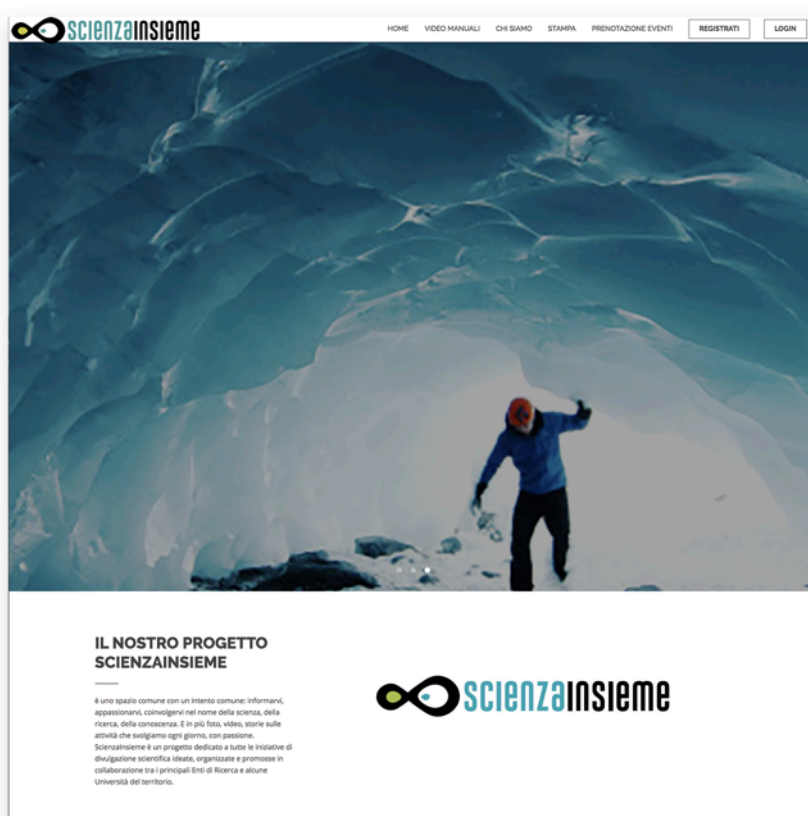 scienzainsieme
HOME VIDEO MANUALI CHI SIAMO STAMPA PRENOTAZIONE EVENTI REGISTRATI LOGIN
IL NOSTRO PROGETTO
SCIENZAINSIEME
è uno spazio comune con un intento comune: informarvi,
appassionarvi, coinvolgervi nel nome della scienza, della
ricerca, della conoscenza. E in più foto, video, storie sulle
attività che svolgiamo ogni giorno, con passione.
ScienzaInsieme è un progetto dedicato a tutte le iniziative di
divulgazione scientifica ideate, organizzate e promosse in
collaborazione tra i principali Enti di Ricerca e alcune
Università del territorio.
scienzainsieme